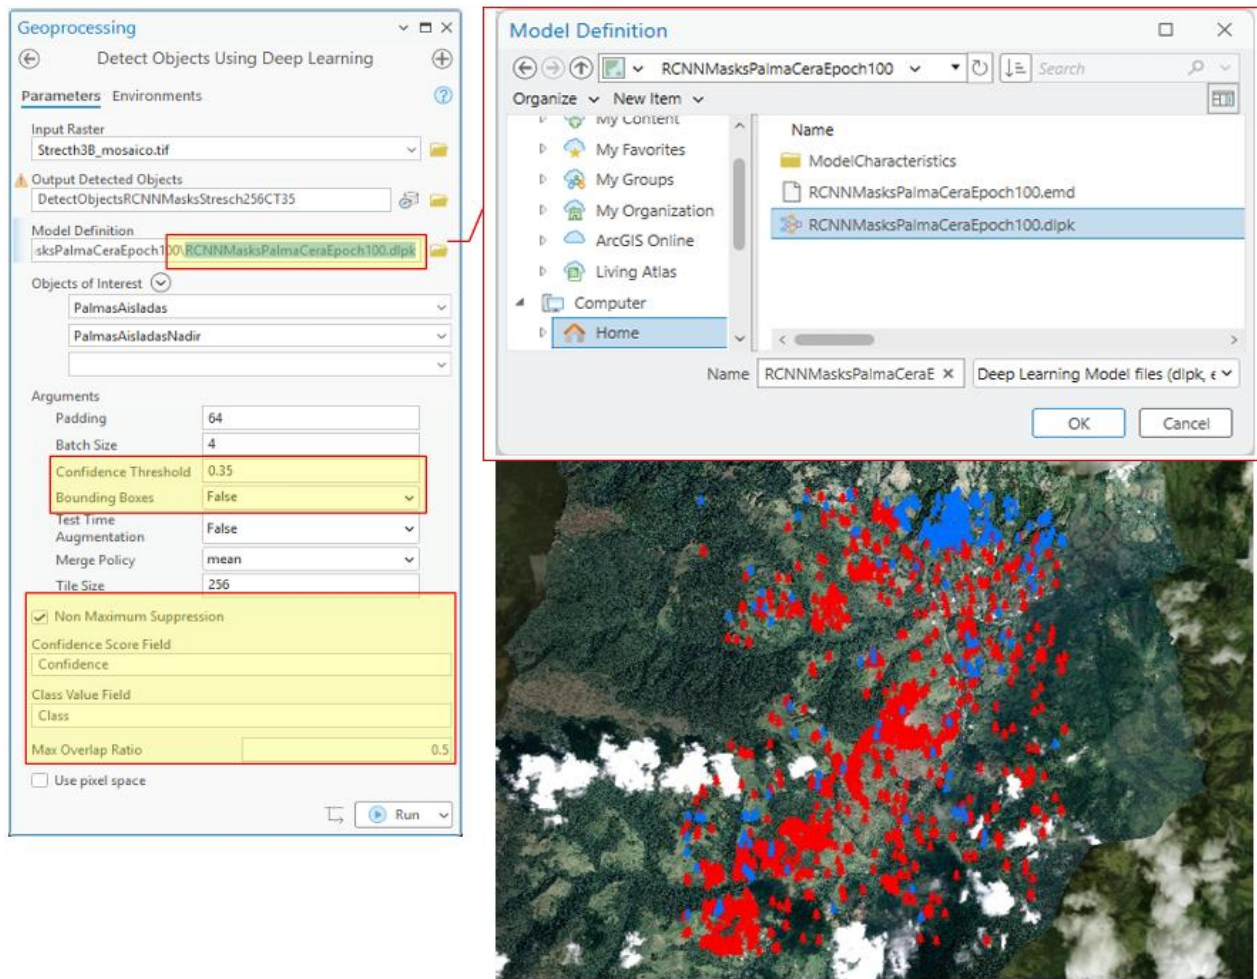 Geoprocessing
Detect Objects Using Deep Learning
Parameters Environments
Input Raster
Strecth3B_mosaico.tif
Output Detected Objects
DetectObjectsRCNNMasksStresch256CT35
Model Definition
sksPalmaCeraEpoch100\RCNNMasksPalmaCeraEpoch100.dlpk
Objects of Interest
PalmasAisladas
PalmasAisladasNadir
Arguments
Padding 64
Batch Size 4
Confidence Threshold 0.35
Bounding Boxes False
Test Time
Augmentation False
Merge Policy mean
Tile Size 256
Non Maximum Suppression
Confidence Score Field
Confidence
Class Value Field
Class
Max Overlap Ratio 0.5
Use pixel space
Run
Model Definition
RCNNMasksPalmaCeraEpoch100
Search
Organize New Item
My Content
My Favorites
My Groups
My Organization
ArcGIS Online
Living Atlas
Computer
Home
Name
ModelCharacteristics
RCNNMasksPalmaCeraEpoch100.emd
RCNNMasksPalmaCeraEpoch100.dlpk
Name RCNNMasksPalmaCeraE Deep Learning Model files (dlpk, e
OK Cancel